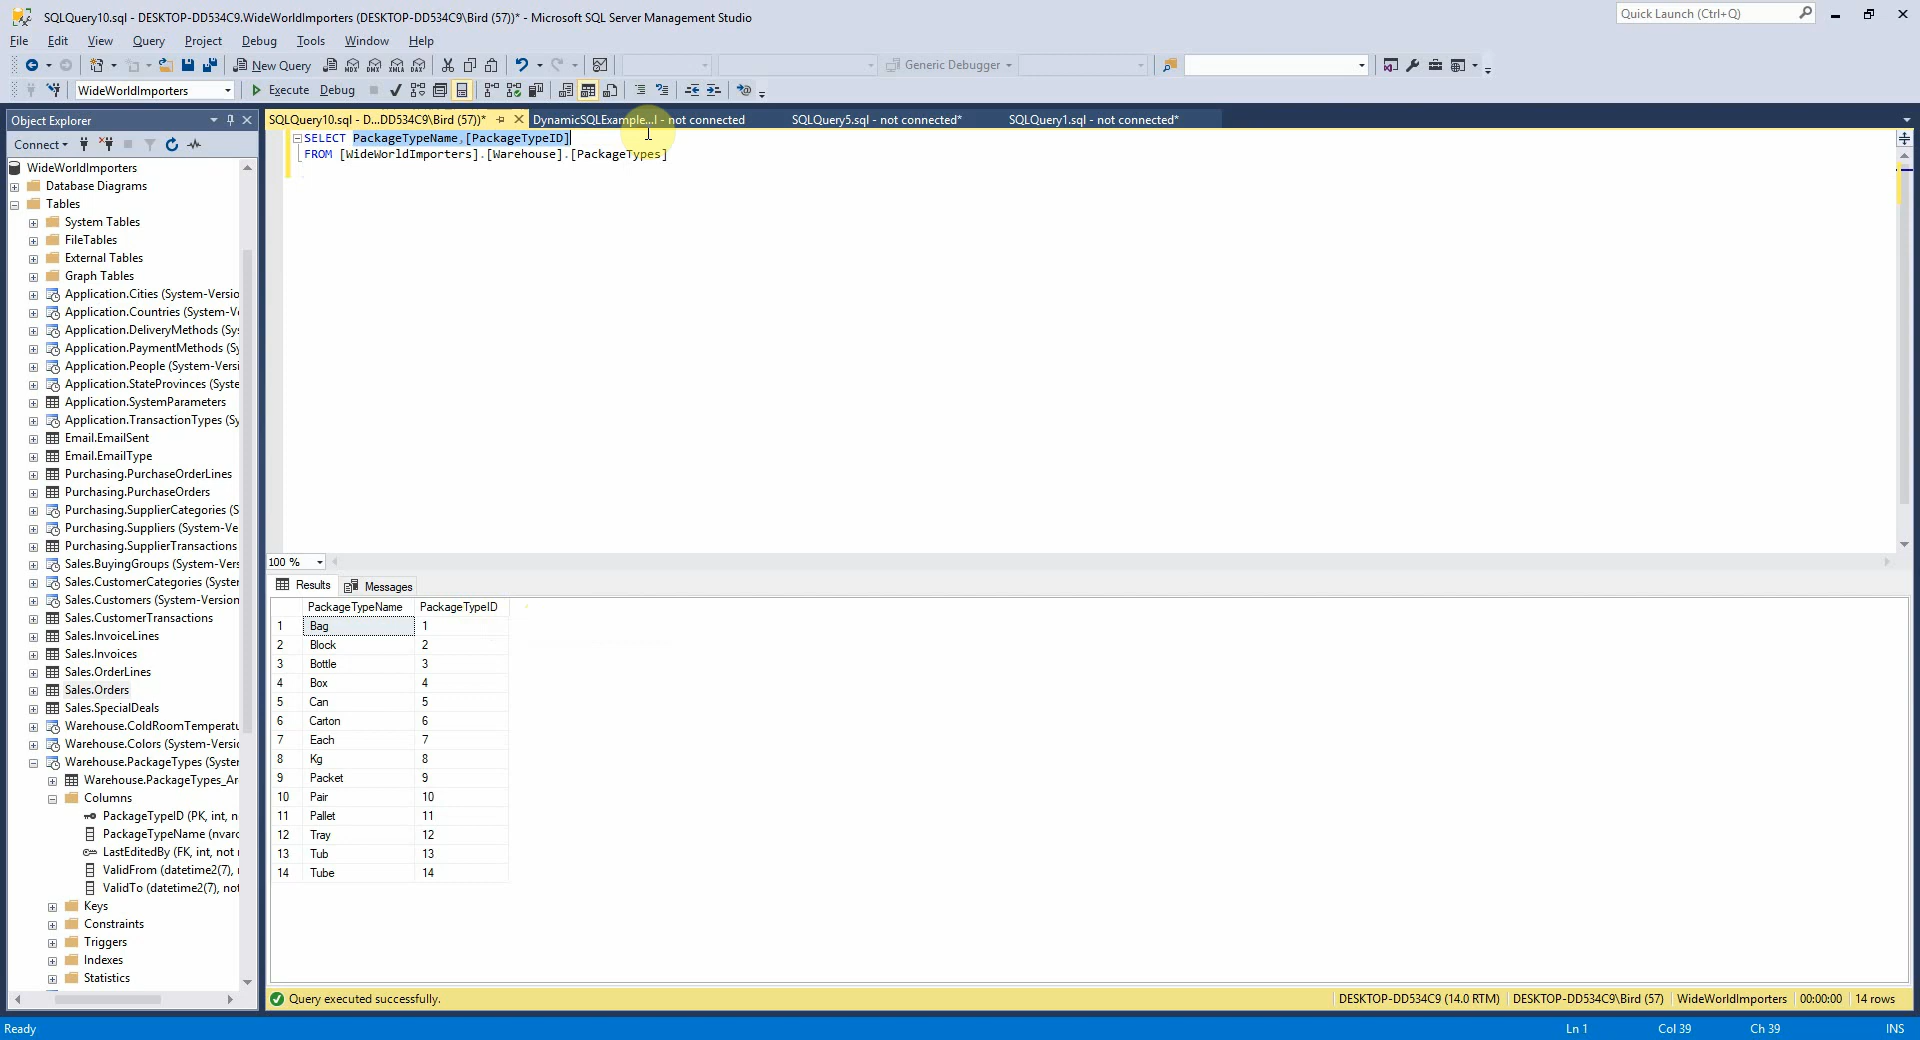 SQLQuery10.sql - DESKTOP-DD534C9.WideWorldImporters (DESKTOP-DD534C9\Bird (57))* - Microsoft SQL Server Management Studio
Quick Launch (Ctrl+Q)
File Edit View Query Project Debug Tools Window Help
New Query
Generic Debugger
WideWorldImporters
Execute Debug
Object Explorer
SQLQuery10.sql - D...DD534C9\Bird (57))*
DynamicSQLExample...l - not connected
SQLQuery5.sql - not connected*
SQLQuery1.sql - not connected*
Connect
WideWorldImporters
Database Diagrams
Tables
System Tables
FileTables
External Tables
Graph Tables
Application.Cities (System-Versio
Application.Countries (System-V
Application.DeliveryMethods (Sy
Application.PaymentMethods (Sy
Application.People (System-Versi
Application.StateProvinces (Syste
Application.SystemParameters
Application.TransactionTypes (Sy
Email.EmailSent
Email.EmailType
Purchasing.PurchaseOrderLines
Purchasing.PurchaseOrders
Purchasing.SupplierCategories (S
Purchasing.Suppliers (System-Ve
Purchasing.SupplierTransactions
Sales.BuyingGroups (System-Vers
Sales.CustomerCategories (System
Sales.Customers (System-Version
Sales.CustomerTransactions
Sales.InvoiceLines
Sales.Invoices
Sales.OrderLines
Sales.Orders
Sales.SpecialDeals
Warehouse.ColdRoomTemperatu
Warehouse.Colors (System-Versio
Warehouse.PackageTypes (System
Warehouse.PackageTypes_Ar
Columns
PackageTypeID (PK, int, n
PackageTypeName (nvarc
LastEditedBy (FK, int, not n
ValidFrom (datetime2(7), n
ValidTo (datetime2(7), not
Keys
Constraints
Triggers
Indexes
Statistics
SELECT PackageTypeName,[PackageTypeID]
FROM [WideWorldImporters].[Warehouse].[PackageTypes]
100 %
Results Messages
PackageTypeName PackageTypeID
1 Bag 1
2 Block 2
3 Bottle 3
4 Box 4
5 Can 5
6 Carton 6
7 Each 7
8 Kg 8
9 Packet 9
10 Pair 10
11 Pallet 11
12 Tray 12
13 Tub 13
14 Tube 14
Query executed successfully.
DESKTOP-DD534C9 (14.0 RTM) DESKTOP-DD534C9\Bird (57) WideWorldImporters 00:00:00 14 rows
Ready
Ln 1 Col 39 Ch 39 INS